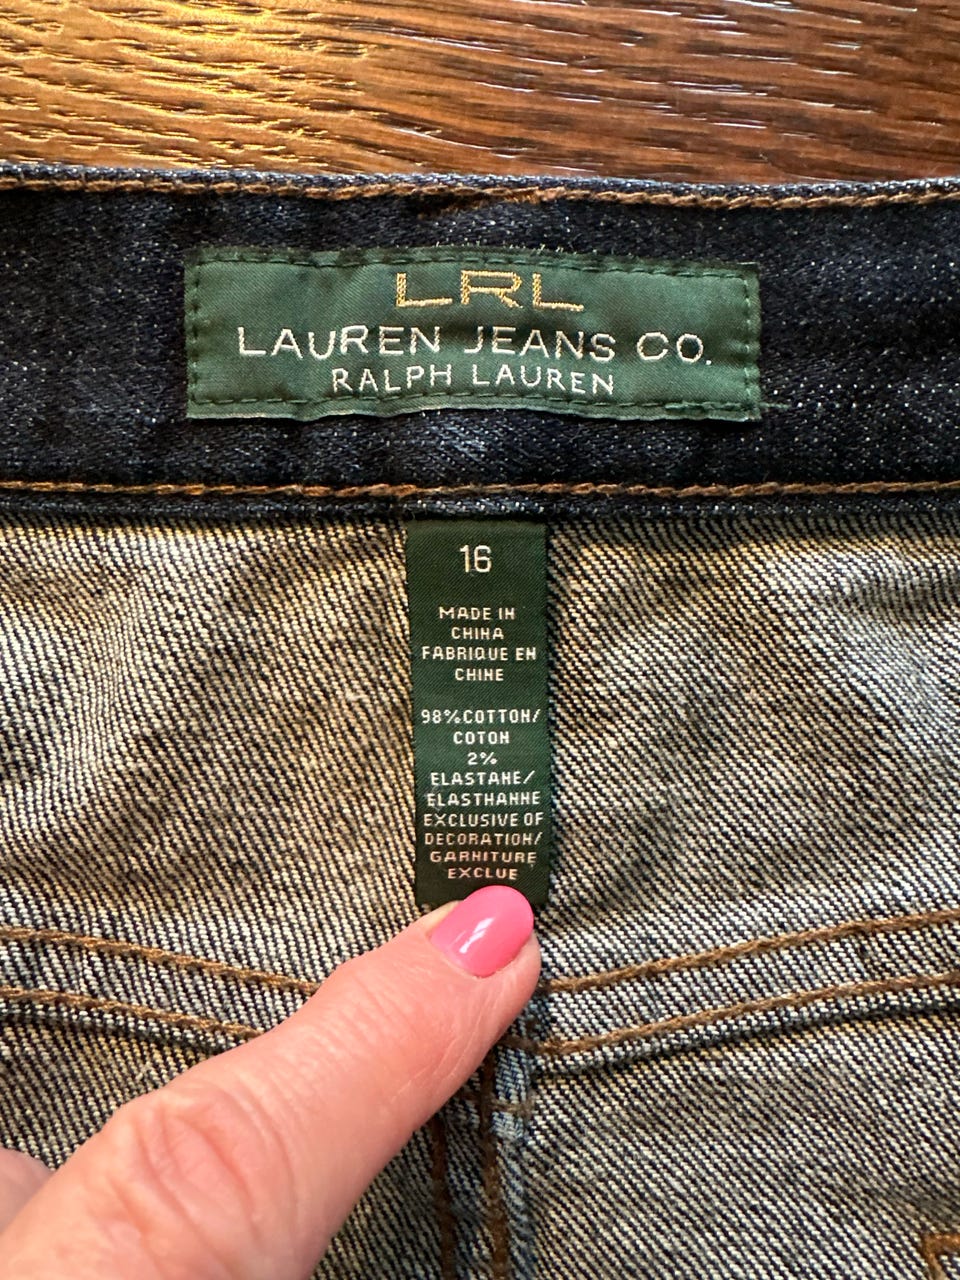 LRL
LAUREN JEANS CO.
RALPH LAUREN
16
MADE IN
CHINA
FABRIQUE EN
CHINE
98%COTTON/
COTON
2%
ELASTANE/
ELASTHANNE
EXCLUSIVE OF
DECORATION/
GARNITURE
EXCLUE